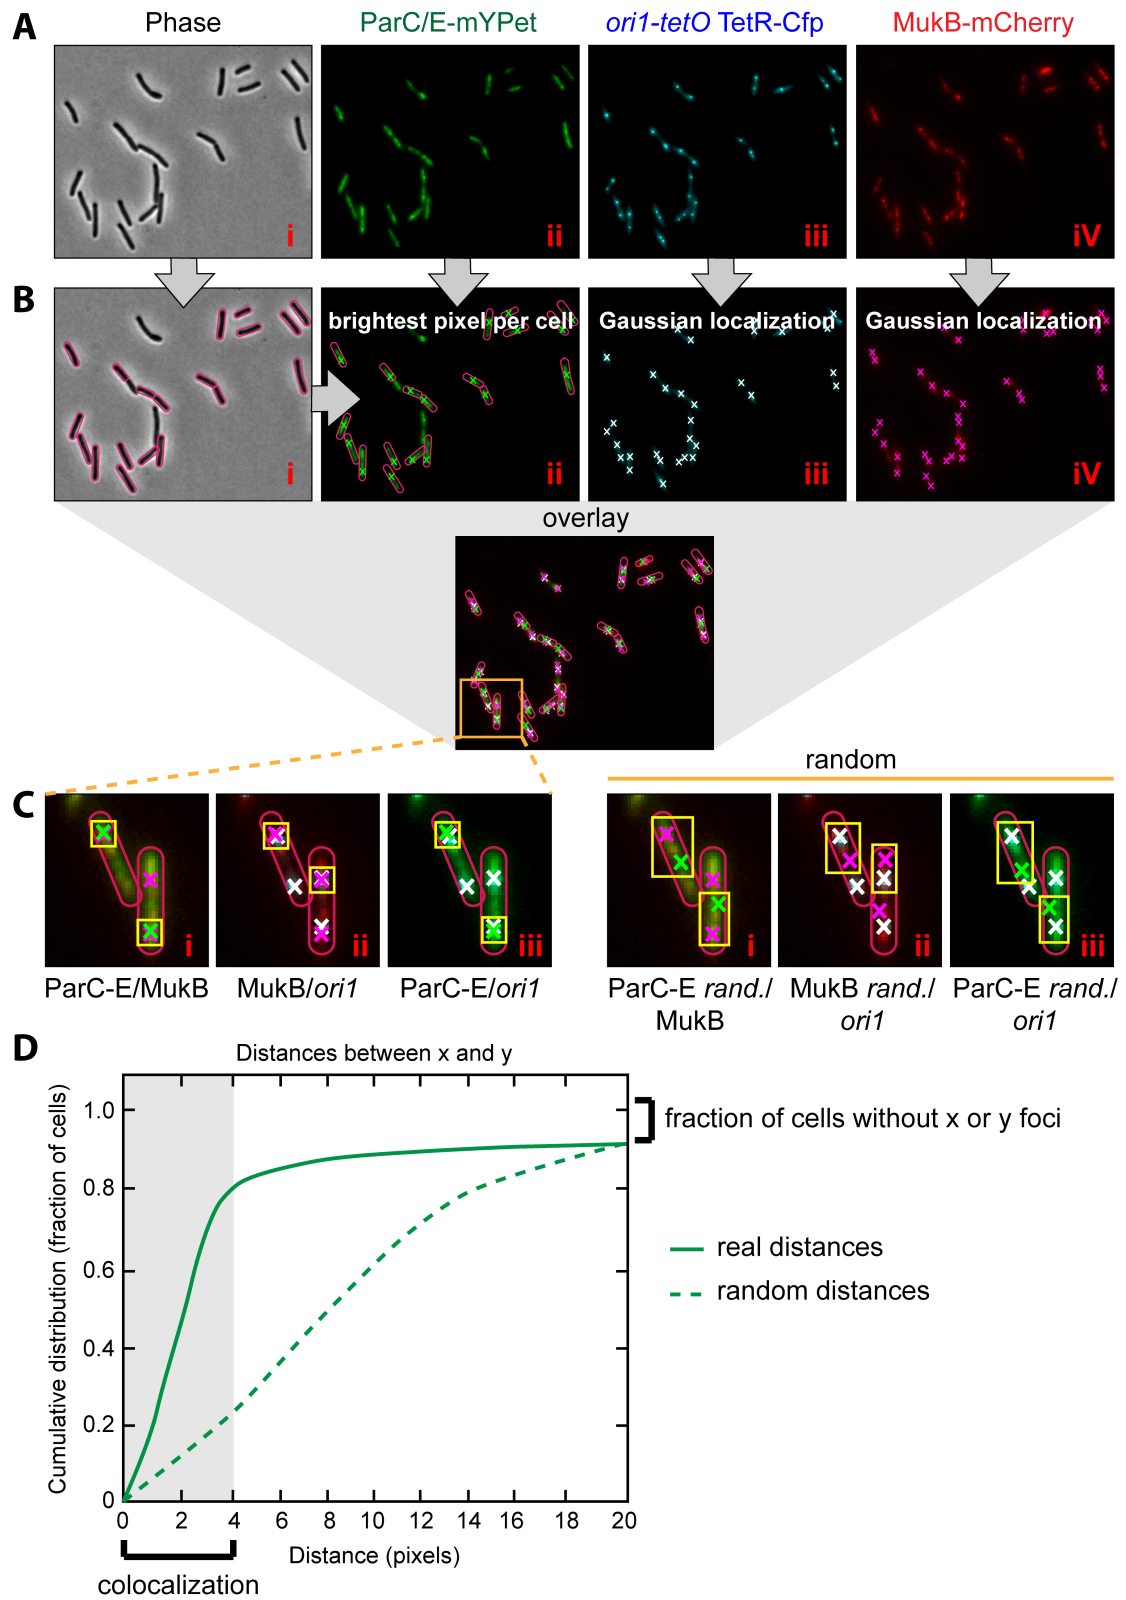 A
Phase
ParC/E-mYPet
ori1-tetO TetR-Cfp
MukB-mCherry
i
ii
iii
iV
B
brightest pixel per cell
Gaussian localization
Gaussian localization
i
ii
iii
iV
overlay
random
C
i
ii
iii
i
ii
iii
ParC-E/MukB
MukB/ori1
ParC-E/ori1
ParC-E rand./
MukB
MukB rand./
ori1
ParC-E rand./
ori1
D
Distances between x and y
Cumulative distribution (fraction of cells)
1.0
0.8
0.6
0.4
0.2
0
0 2 4 6 8 10 12 14 16 18 20
Distance (pixels)
colocalization
fraction of cells without x or y foci
real distances
random distances